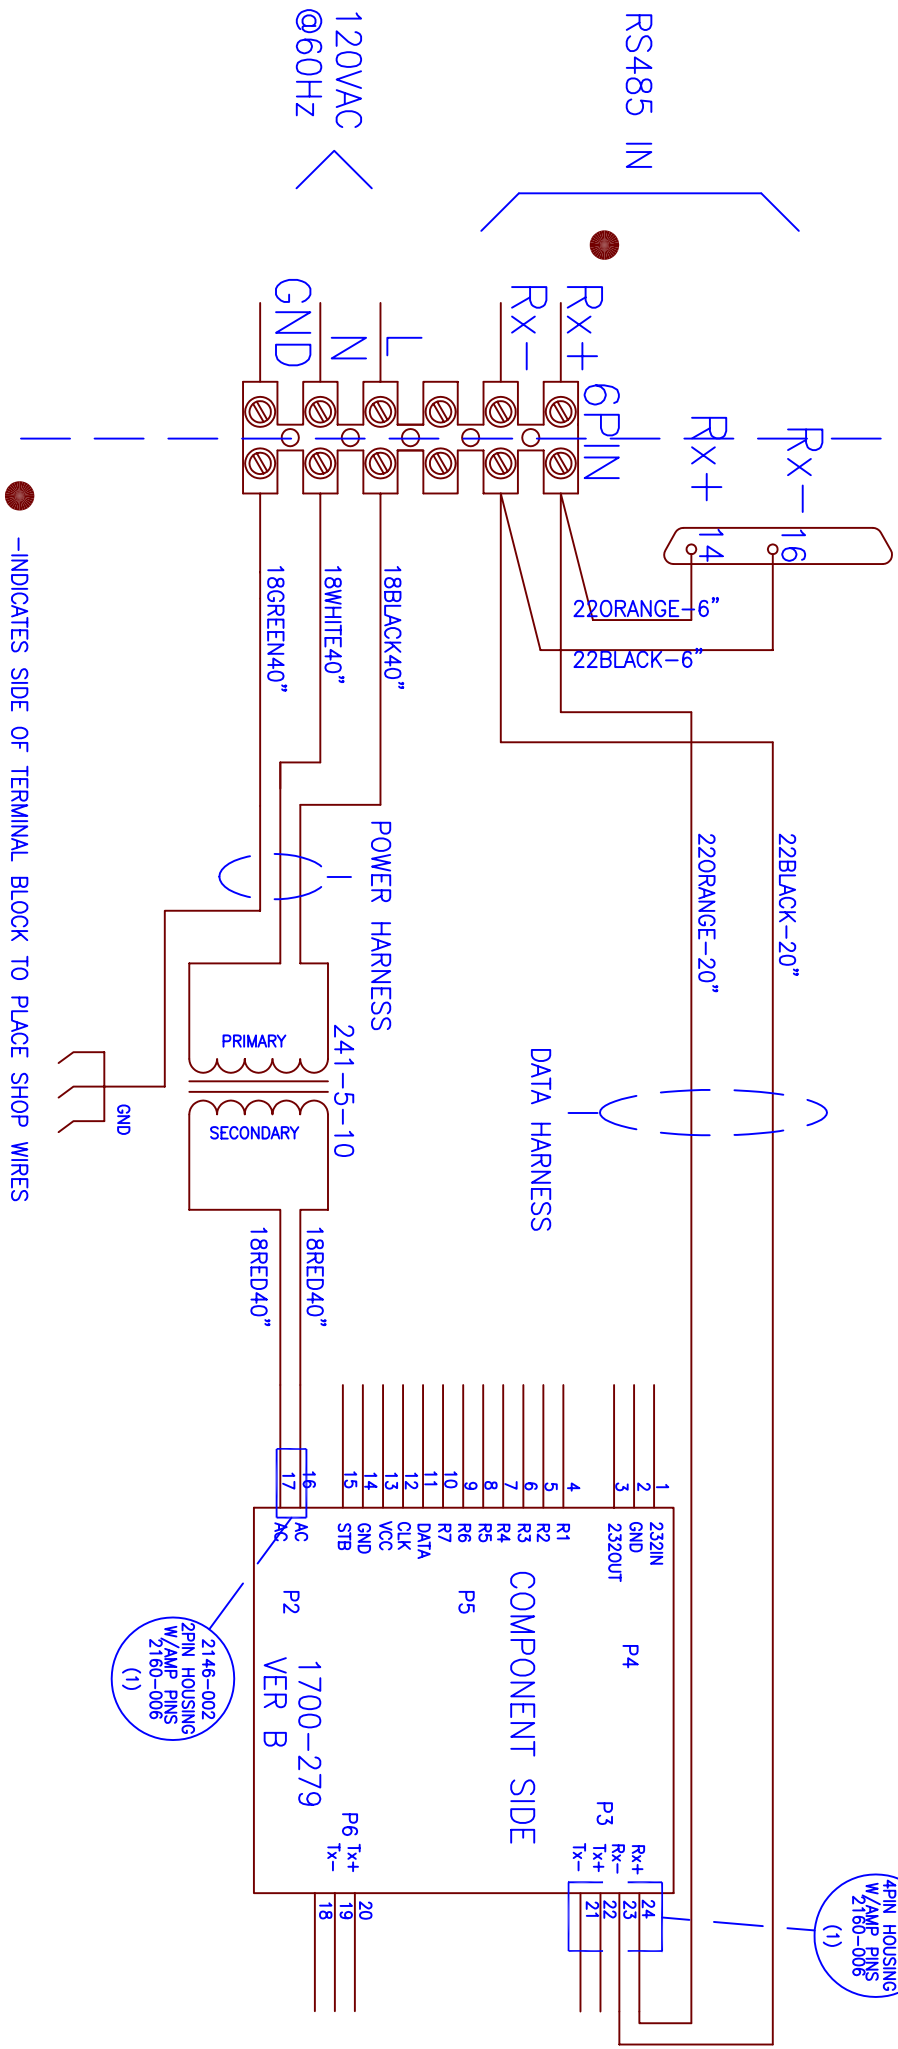 RS485 IN
120VAC
@60Hz
Rx+
Rx-
L
N
GND
6PIN
Rx-
Rx+
16
14
22ORANGE-6"
22BLACK-6"
18BLACK40"
18WHITE40"
18GREEN40"
-INDICATES SIDE OF TERMINAL BLOCK TO PLACE SHOP WIRES
22BLACK-20"
22ORANGE-20"
POWER HARNESS
DATA HARNESS
241-5-10
PRIMARY
SECONDARY
GND
18RED40"
18RED40"
1
2
3
4
5
6
7
8
9
10
11
12
13
14
15
16
17
232IN
GND
232OUT
R1
R2
R3
R4
R5
R6
R7
DATA
CLK
VCC
GND
STB
AC
AC
P4
P5
P2
COMPONENT SIDE
1700-279
VER B
2146-002
2PIN HOUSING
W/AMP PINS
2160-006
(1)
P3
Rx+
Rx-
Tx+
Tx-
P6
Tx+
Tx-
24
23
22
21
20
19
18
4PIN HOUSING
W/AMP PINS
2160-006
(1)